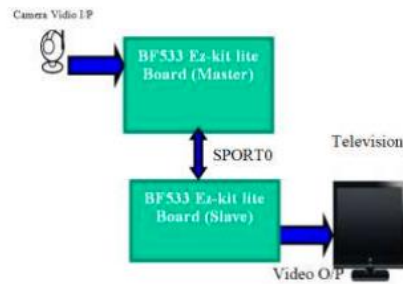 Camera Vidio I/P
BF533 Ez-kit lite
Board (Master)
SPORT0
Television
BF533 Ez-kit lite
Board (Slave)
Video O/P